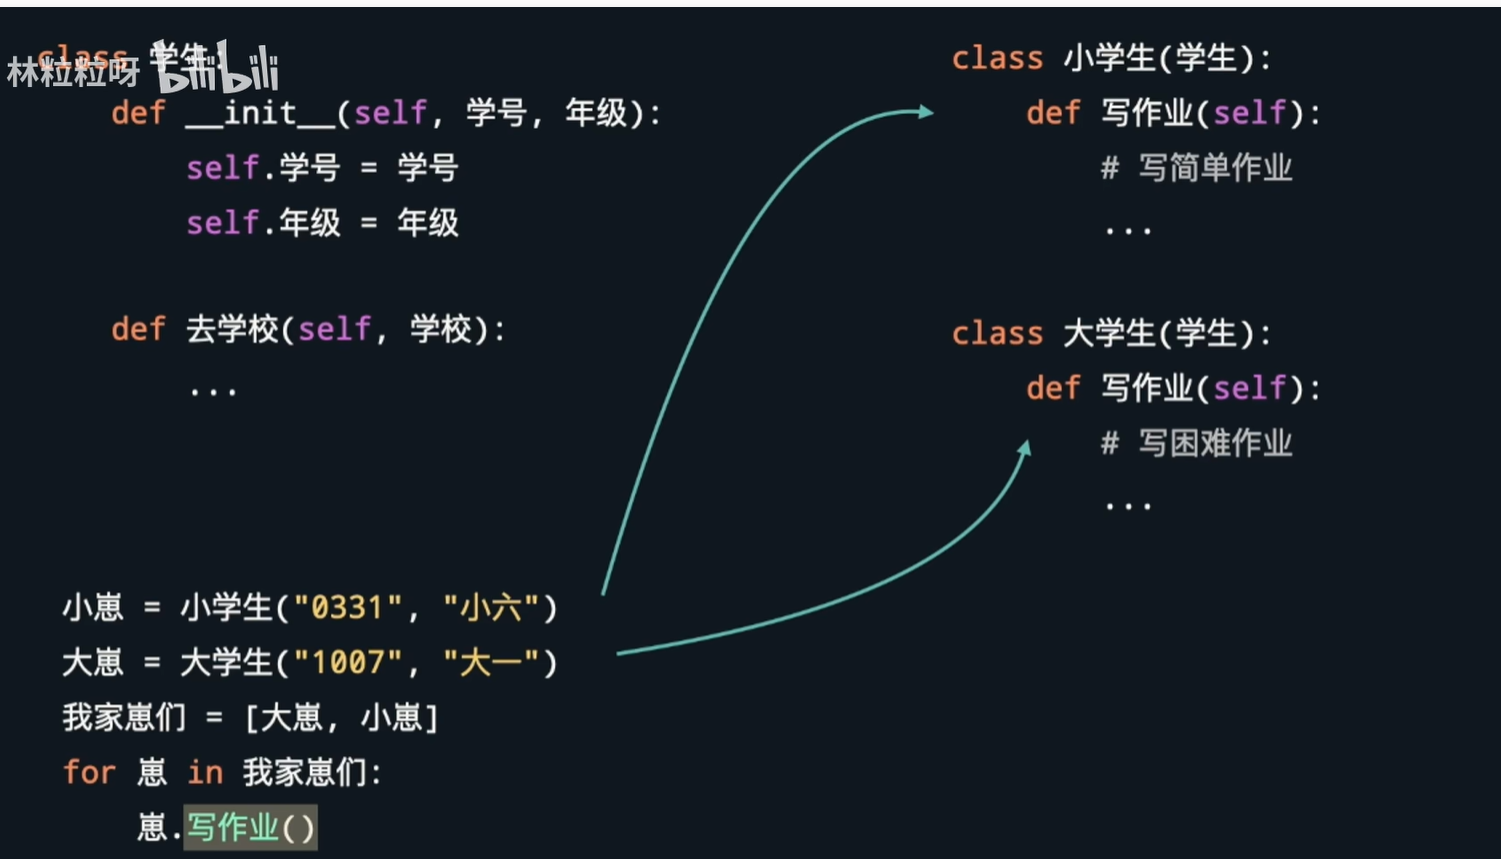 class 学生:
林粒粒呀 bilibili
def __init__(self, 学号, 年级):
self.学号 = 学号
self.年级 = 年级
def 去学校(self, 学校):
...
class 小学生(学生):
def 写作业(self):
# 写简单作业
...
class 大学生(学生):
def 写作业(self):
# 写困难作业
...
小崽 = 小学生("0331", "小六")
大崽 = 大学生("1007", "大一")
我家崽们 = [大崽, 小崽]
for 崽 in 我家崽们:
崽.写作业()